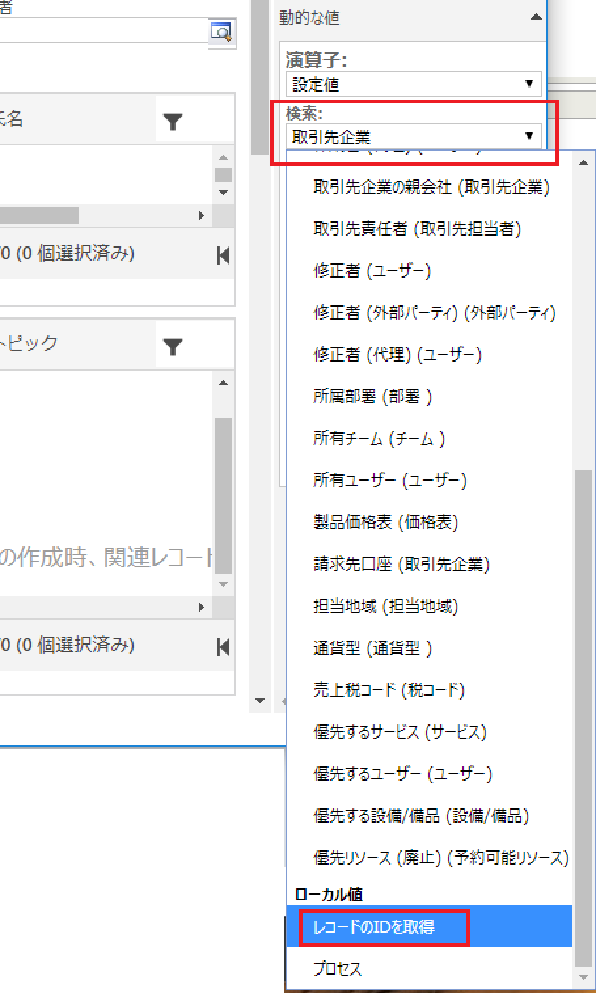 者
動的な値
演算子:
設定値
検索:
取引先企業
氏名
取引先企業の親会社 (取引先企業)
取引先責任者 (取引先担当者)
/0 (0 個選択済み)
修正者 (ユーザー)
修正者 (外部パーティ) (外部パーティ)
トピック
修正者 (代理) (ユーザー)
所属部署 (部署 )
所有チーム (チーム )
所有ユーザー (ユーザー)
製品価格表 (価格表)
の作成時、関連レコード
請求先口座 (取引先企業)
担当地域 (担当地域)
/0 (0 個選択済み)
通貨型 (通貨型 )
売上税コード (税コード)
優先するサービス (サービス)
優先するユーザー (ユーザー)
優先する設備/備品 (設備/備品)
優先リソース (廃止) (予約可能リソース)
ローカル値
レコードのIDを取得
プロセス